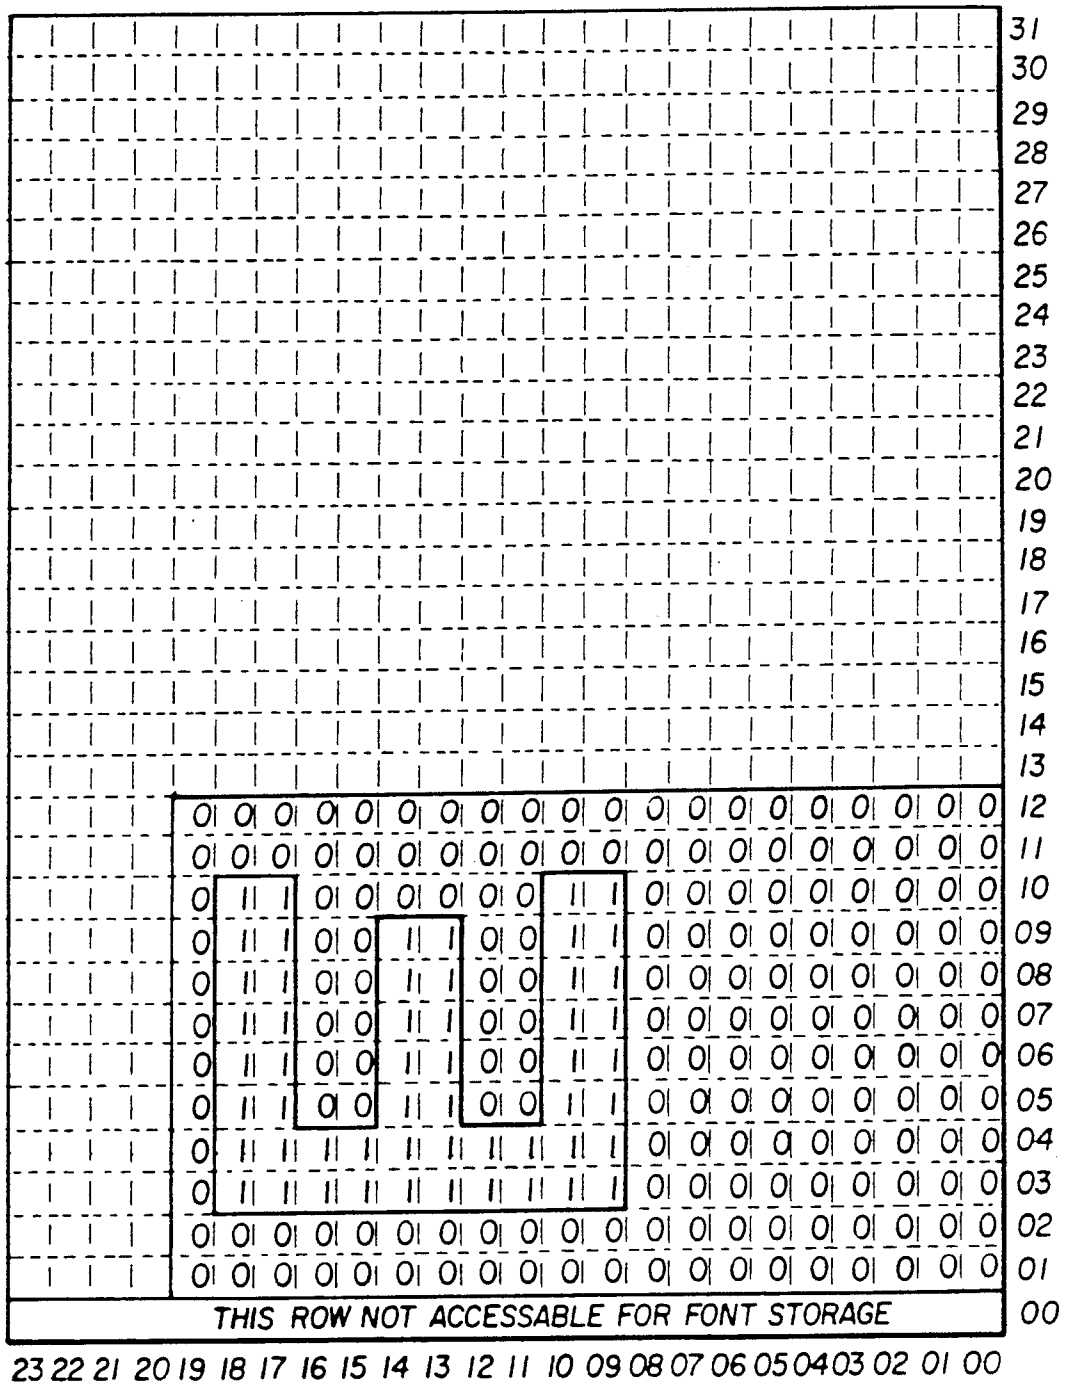 31
30
29
28
27
26
25
24
23
22
21
20
19
18
17
16
15
14
13
0 0 0 0 0 0 0 0 0 0 0 0 0 0 0 0 0 0 0 0 12
0 0 0 0 0 0 0 0 0 0 0 0 0 0 0 0 0 0 0 0 11
0 1 1 0 0 0 0 0 0 1 1 0 0 0 0 0 0 0 0 0 10
0 1 1 0 0 1 1 0 0 1 1 0 0 0 0 0 0 0 0 0 09
0 1 1 0 0 1 1 0 0 1 1 0 0 0 0 0 0 0 0 0 08
0 1 1 0 0 1 1 0 0 1 1 0 0 0 0 0 0 0 0 0 07
0 1 1 0 0 1 1 0 0 1 1 0 0 0 0 0 0 0 0 0 06
0 1 1 0 0 1 1 0 0 1 1 0 0 0 0 0 0 0 0 0 05
0 1 1 1 1 1 1 1 1 1 1 0 0 0 0 0 0 0 0 0 04
0 1 1 1 1 1 1 1 1 1 1 0 0 0 0 0 0 0 0 0 03
0 0 0 0 0 0 0 0 0 0 0 0 0 0 0 0 0 0 0 0 02
0 0 0 0 0 0 0 0 0 0 0 0 0 0 0 0 0 0 0 0 01
THIS ROW NOT ACCESSABLE FOR FONT STORAGE 00
23 22 21 20 19 18 17 16 15 14 13 12 11 10 09 08 07 06 05 04 03 02 01 00